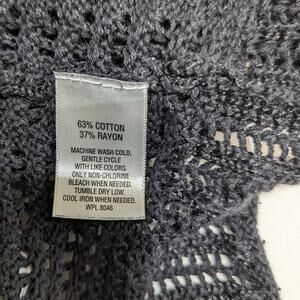 63% COTTON
37% RAYON
MACHINE WASH COLD,
GENTLE CYCLE
WITH LIKE COLORS.
ONLY NON-CHLORINE
BLEACH WHEN NEEDED.
TUMBLE DRY LOW.
COOL IRON WHEN NEEDED.
WPL 8046